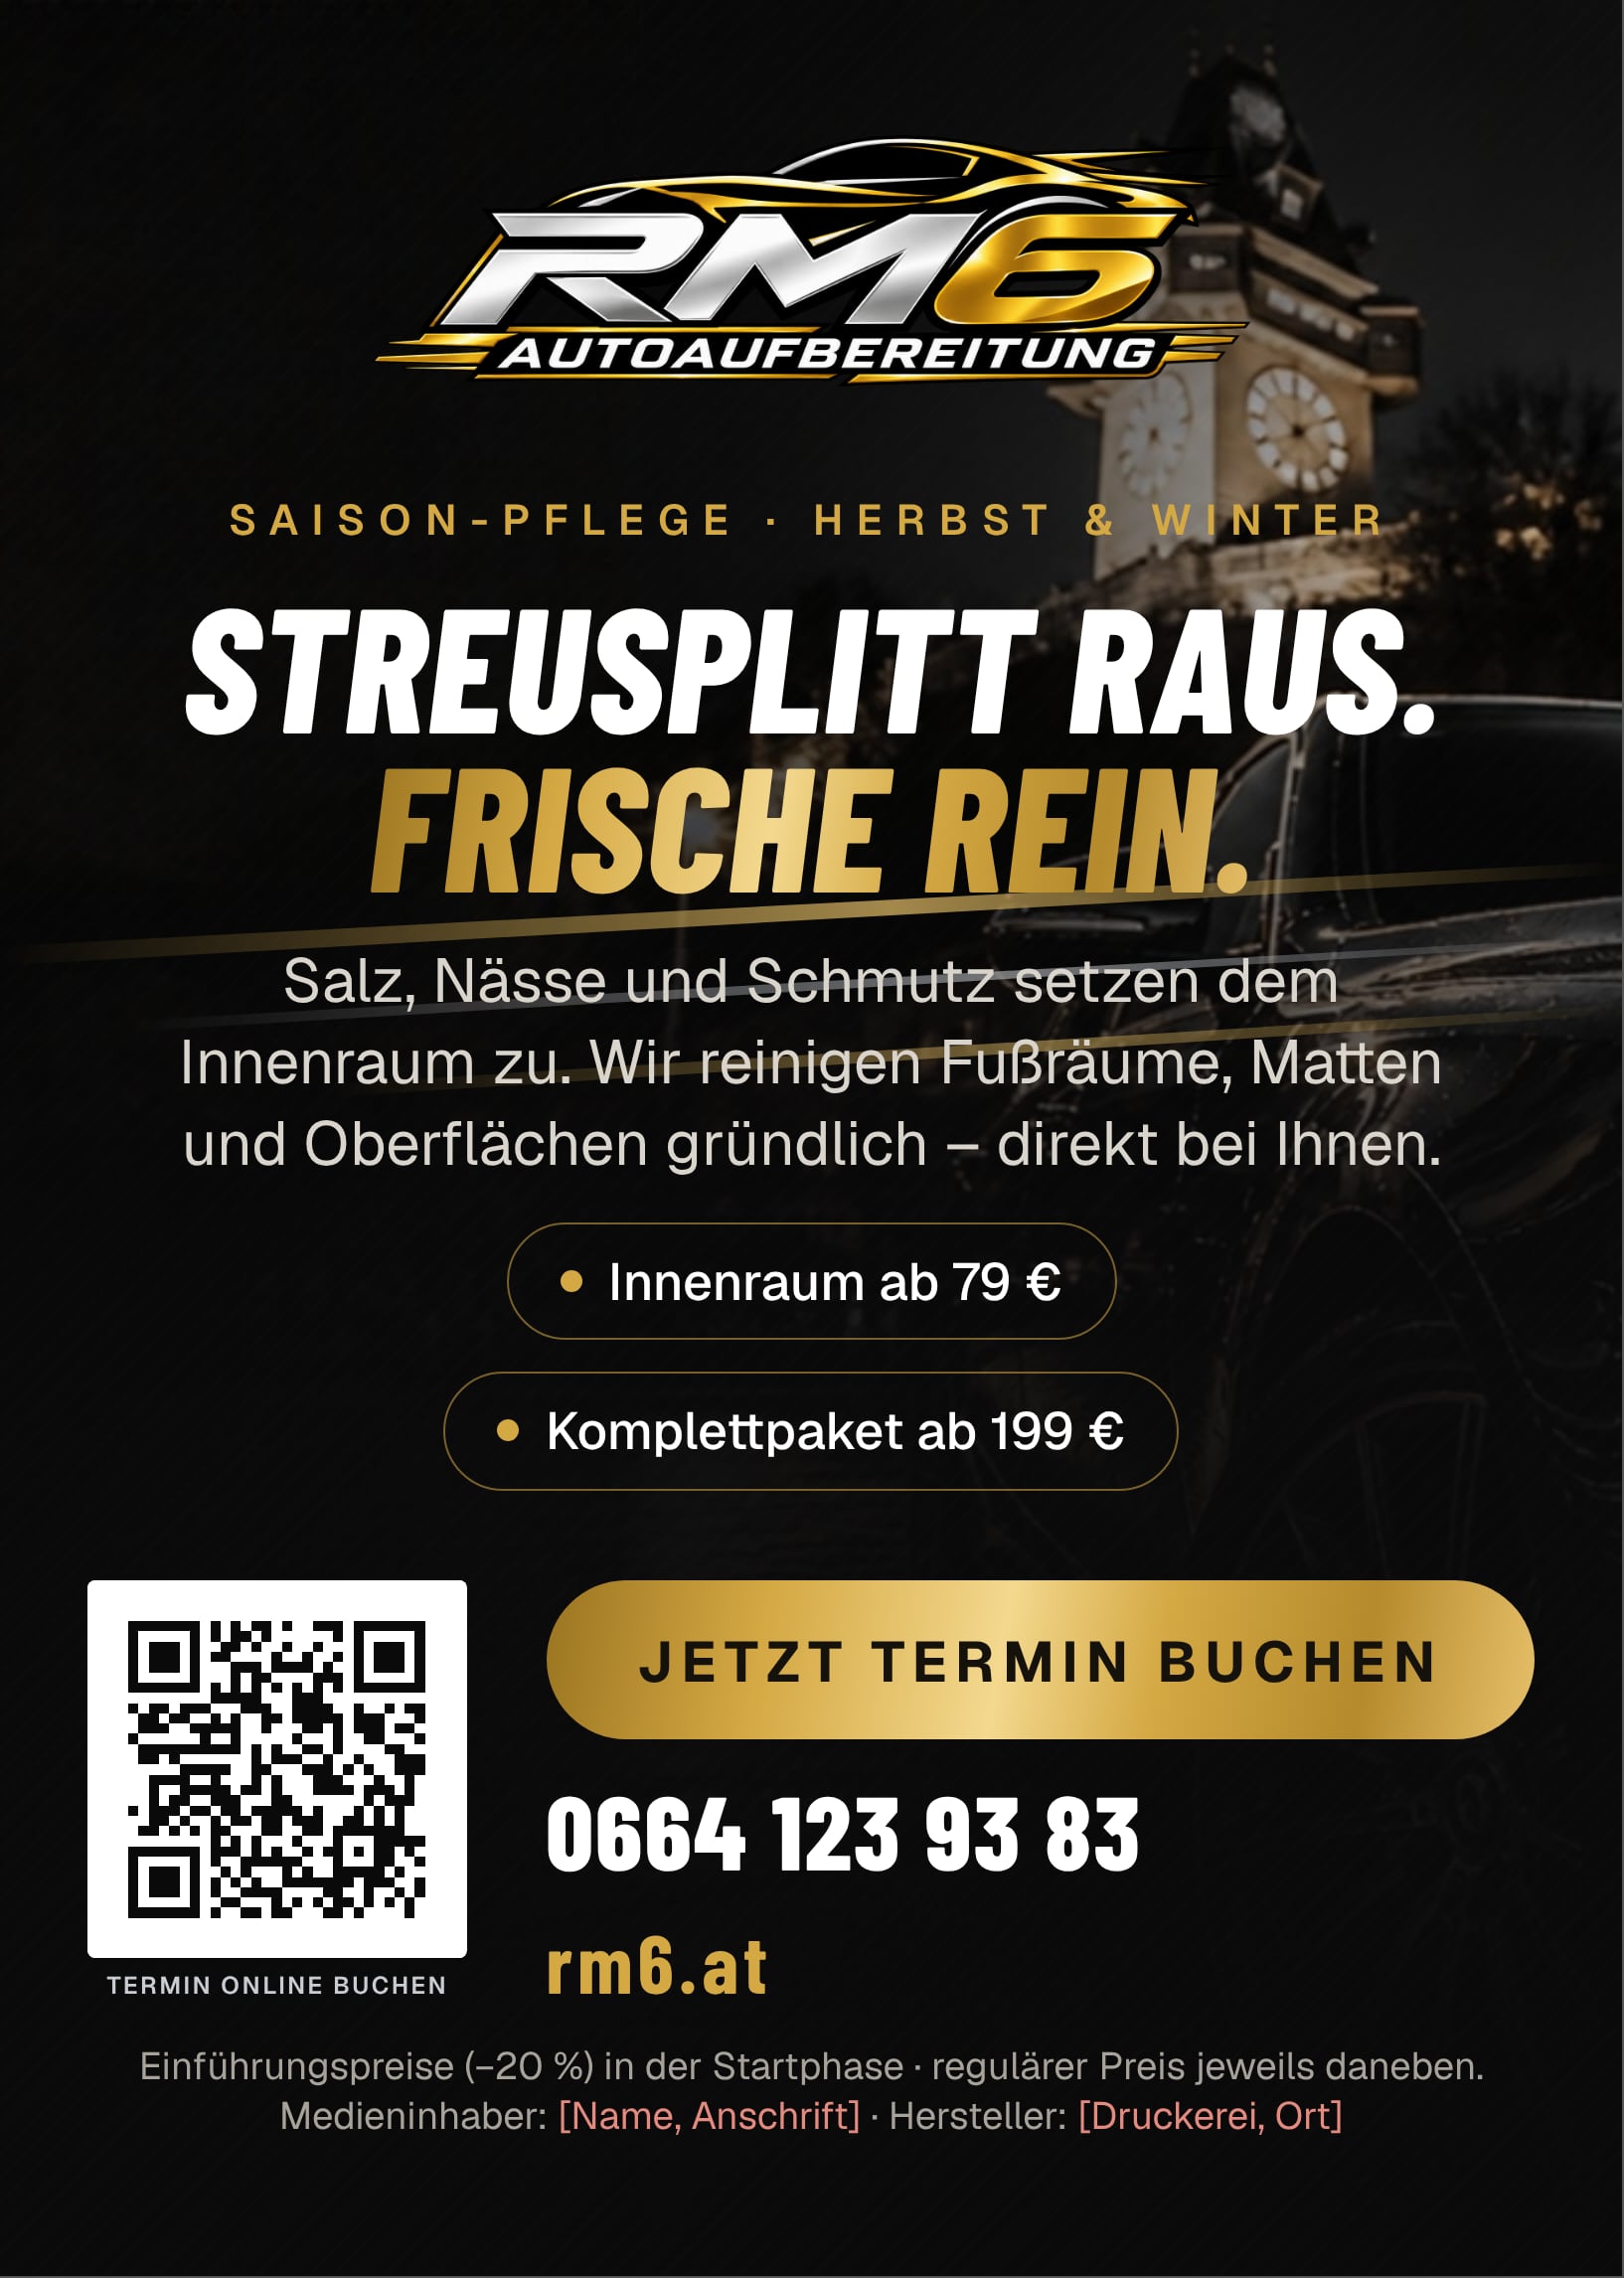 RM6
AUTOAUFBEREITUNG
SAISON-PFLEGE · HERBST & WINTER
STREUSPLITT RAUS.
FRISCHE REIN.
Salz, Nässe und Schmutz setzen dem
Innenraum zu. Wir reinigen Fußräume, Matten
und Oberflächen gründlich – direkt bei Ihnen.
Innenraum ab 79 €
Komplettpaket ab 199 €
JETZT TERMIN BUCHEN
0664 123 93 83
rm6.at
TERMIN ONLINE BUCHEN
Einführungspreise (−20 %) in der Startphase · regulärer Preis jeweils daneben.
Medieninhaber: [Name, Anschrift] · Hersteller: [Druckerei, Ort]